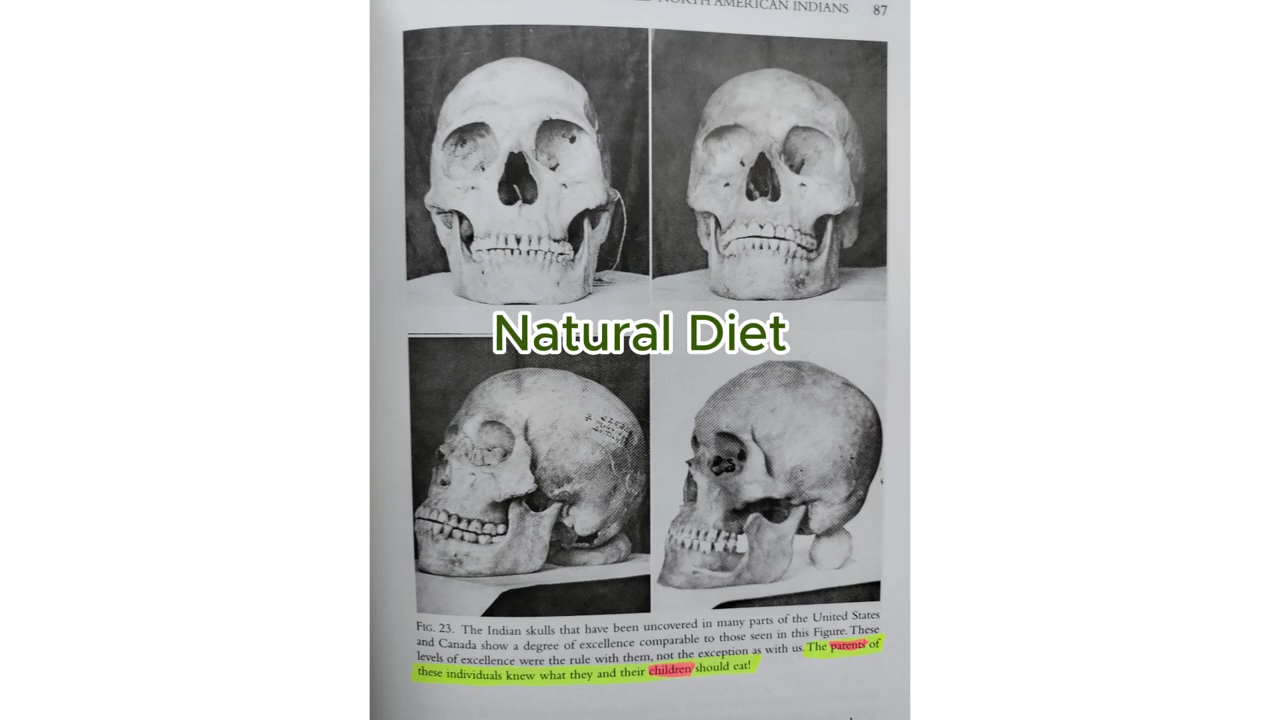 NORTH AMERICAN INDIANS 87
Natural Diet
FIG. 23. The Indian skulls that have been uncovered in many parts of the United States
and Canada show a degree of excellence comparable to those seen in this Figure. These
levels of excellence were the rule with them, not the exception as with us. The parents of
these individuals knew what they and their children should eat!